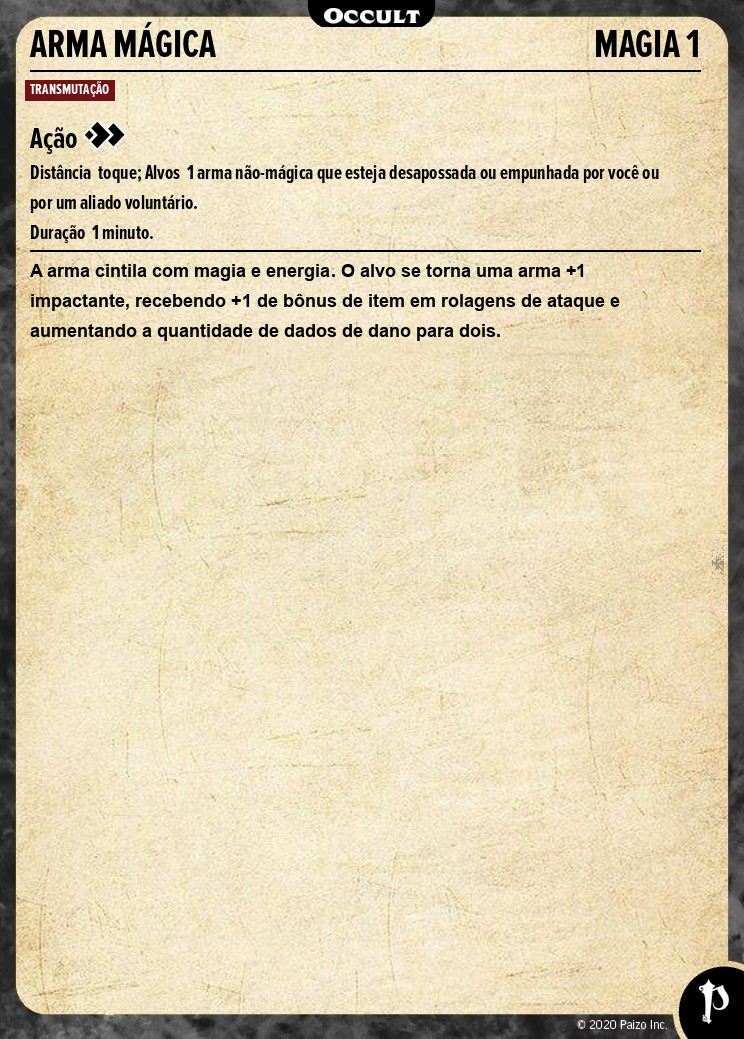 OCCULT
ARMA MÁGICA MAGIA 1
TRANSMUTAÇÃO
Ação
Distância toque; Alvos 1 arma não-mágica que esteja desapossada ou empunhada por você ou
por um aliado voluntário.
Duração 1 minuto.
A arma cintila com magia e energia. O alvo se torna uma arma +1
impactante, recebendo +1 de bônus de item em rolagens de ataque e
aumentando a quantidade de dados de dano para dois.
© 2020 Paizo Inc.
P